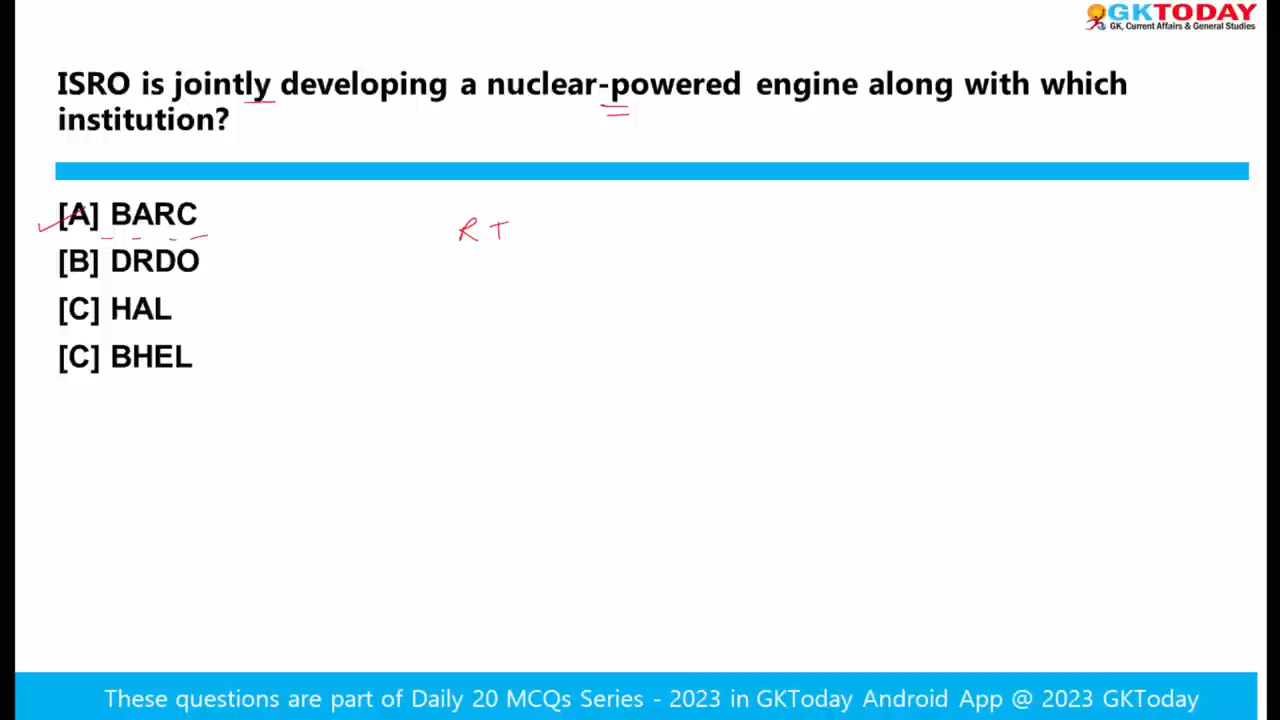 GKTODAY
GK, Current Affairs & General Studies
ISRO is jointly developing a nuclear-powered engine along with which
institution?
[A] BARC
R T
[B] DRDO
[C] HAL
[C] BHEL
These questions are part of Daily 20 MCQs Series - 2023 in GKToday Android App @ 2023 GKToday